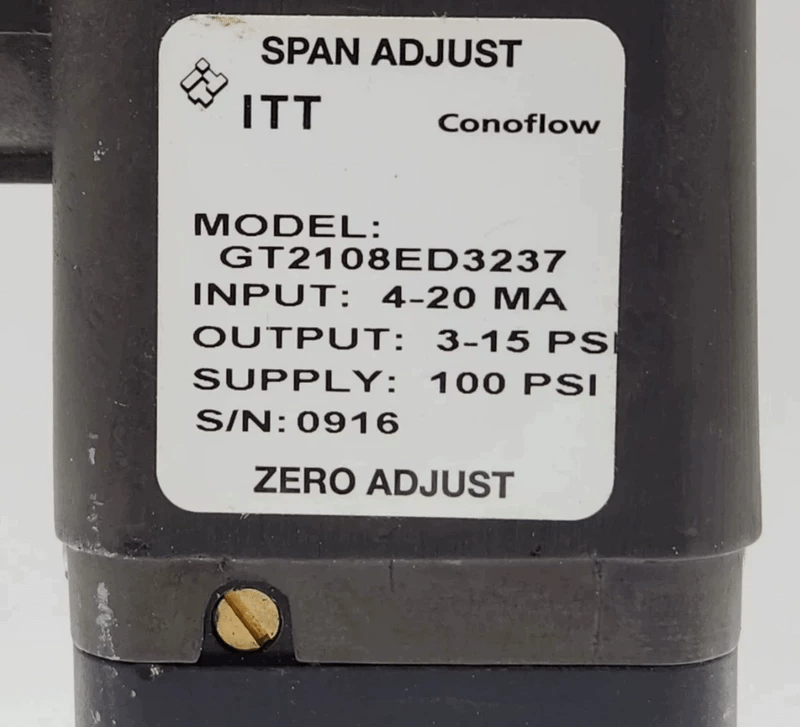 SPAN ADJUST
ITT Conoflow
MODEL:
GT2108ED3237
INPUT: 4-20 MA
OUTPUT: 3-15 PSI
SUPPLY: 100 PSI
S/N: 0916
ZERO ADJUST